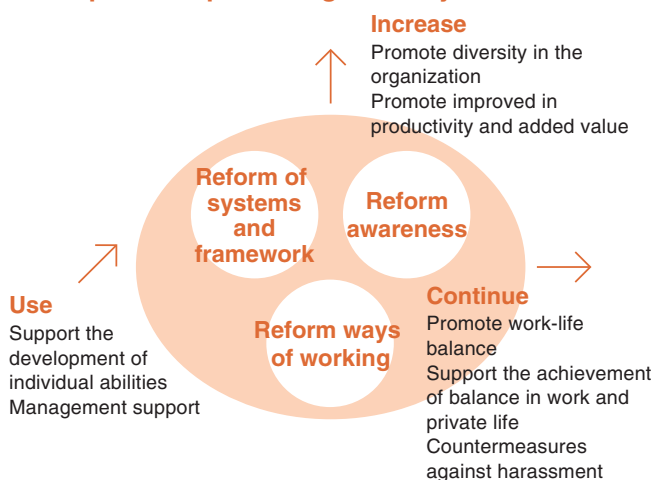 Increase
Promote diversity in the
organization
Promote improved in
productivity and added value
Reform of
systems
and
framework
Reform
awareness
Reform ways
of working
Use
Support the
development of
individual abilities
Management support
Continue
Promote work-life
balance
Support the achievement
of balance in work and
private life
Countermeasures
against harassment